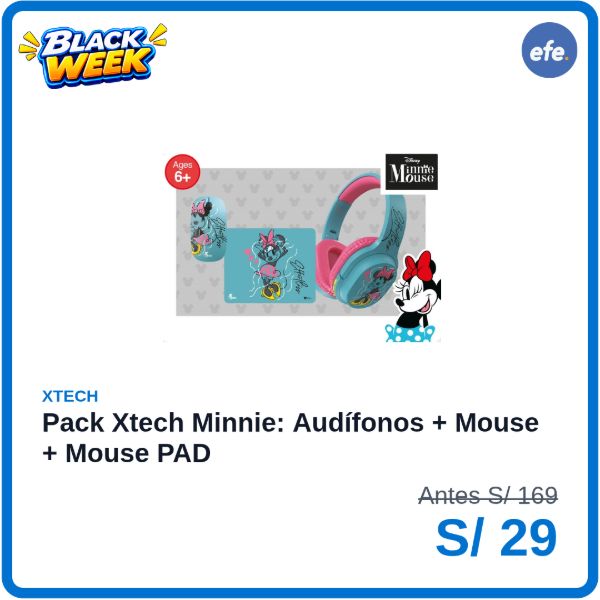 BLACK
WEEK
efe.
Ages
6+
Disney
Minnie
Mouse
XTECH
Pack Xtech Minnie: Audífonos + Mouse
+ Mouse PAD
Antes S/ 169
S/ 29